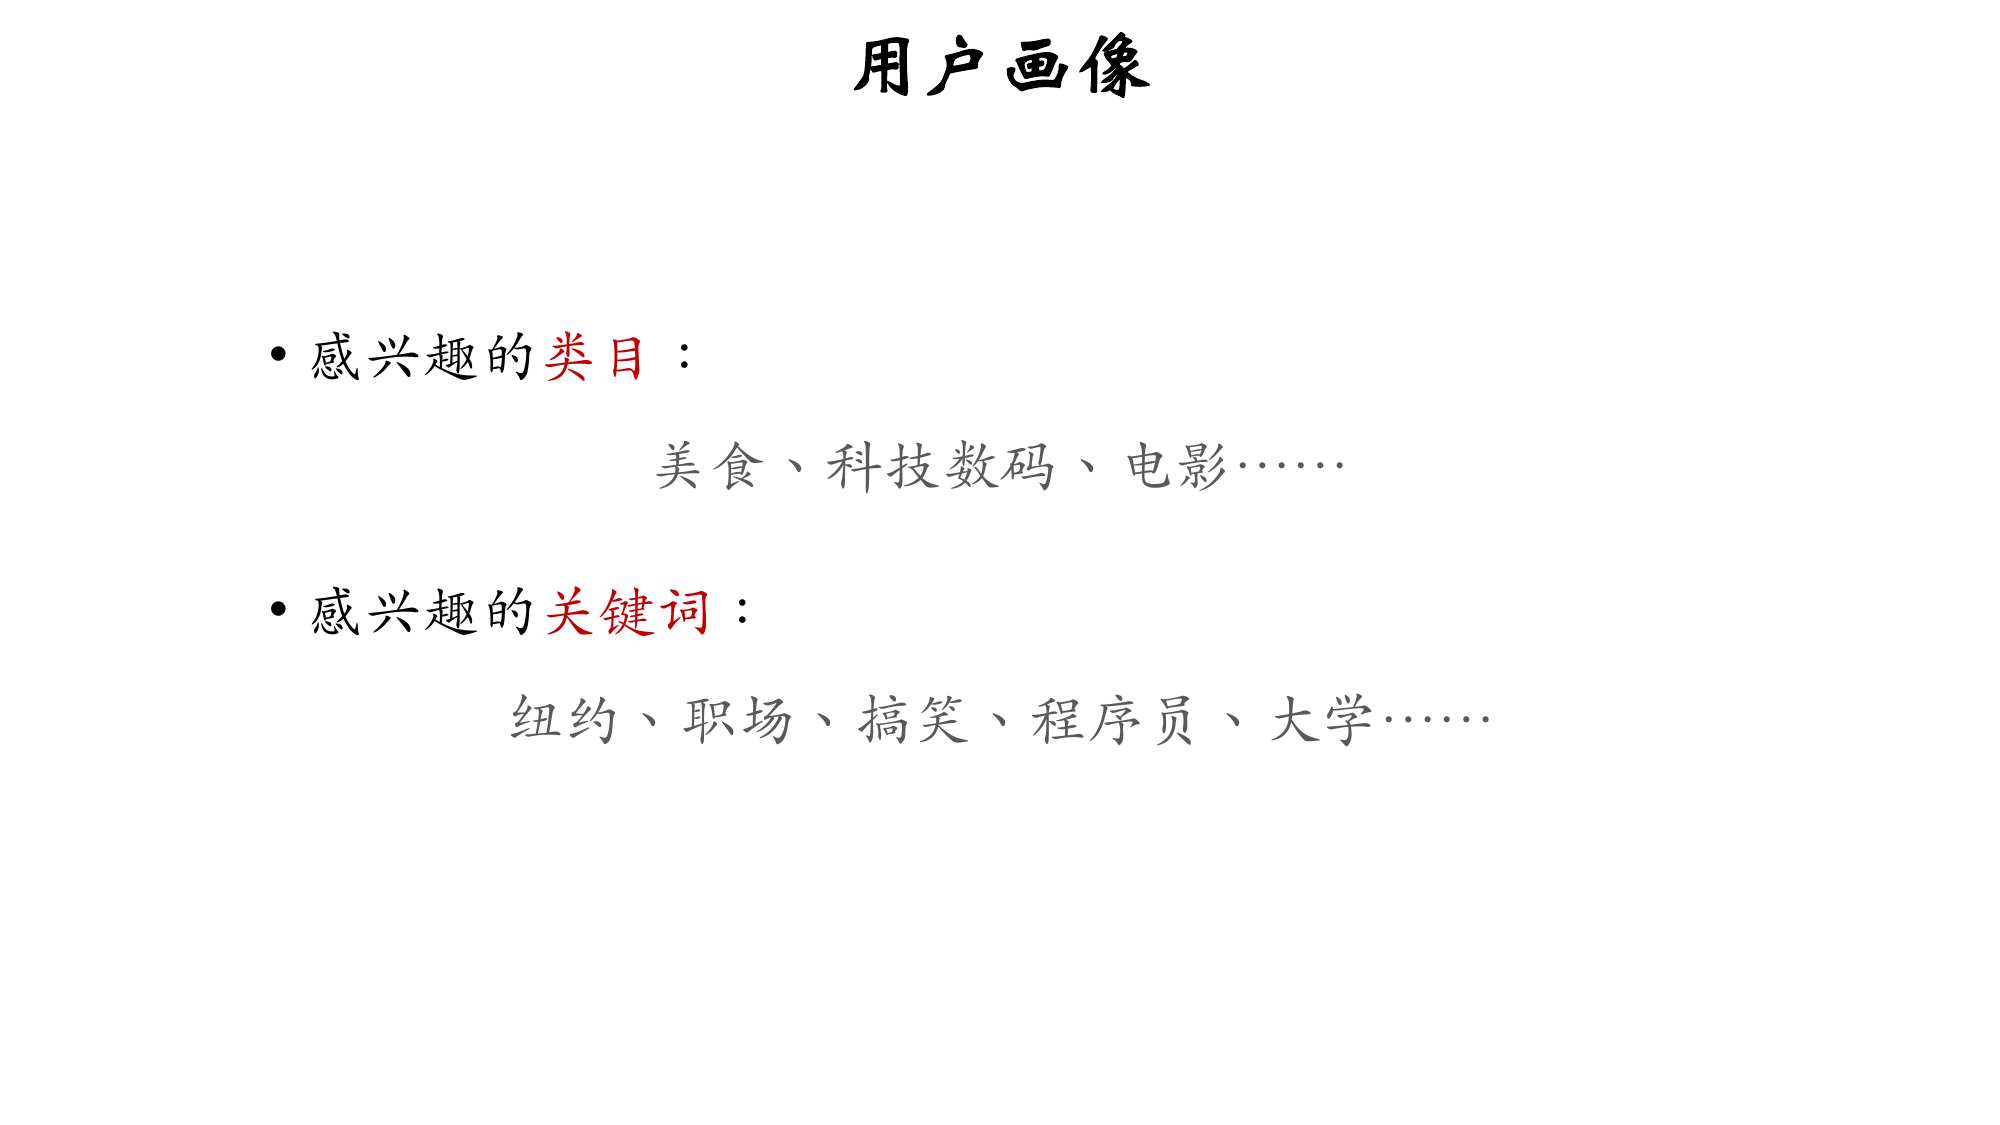 用户画像
• 感兴趣的类目：
美食、科技数码、电影……
• 感兴趣的关键词：
纽约、职场、搞笑、程序员、大学……